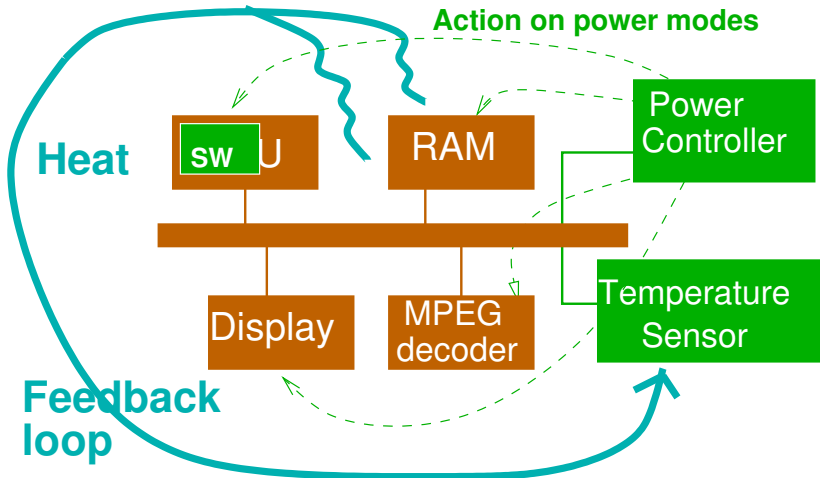 Action on power modes
Power
Controller
Heat
sw U
RAM
Display
MPEG
decoder
Temperature
Sensor
Feedback
loop